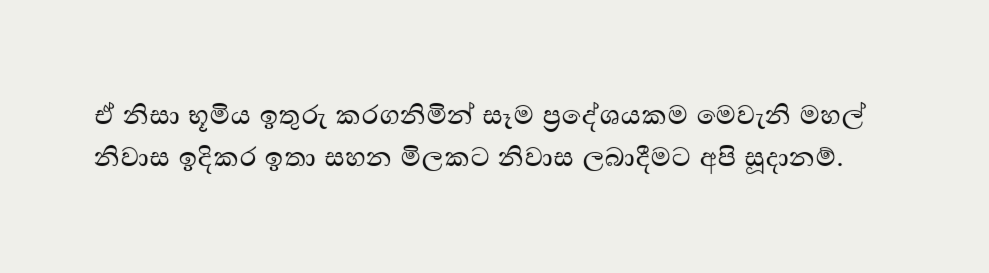 ඒ නිසා භූමිය ඉතුරු කරගනිමින් සෑම ප්‍රදේශයකම මෙවැනි මහල්
නිවාස ඉදිකර ඉතා සහන මිලකට නිවාස ලබාදීමට අපි සූදානම්.